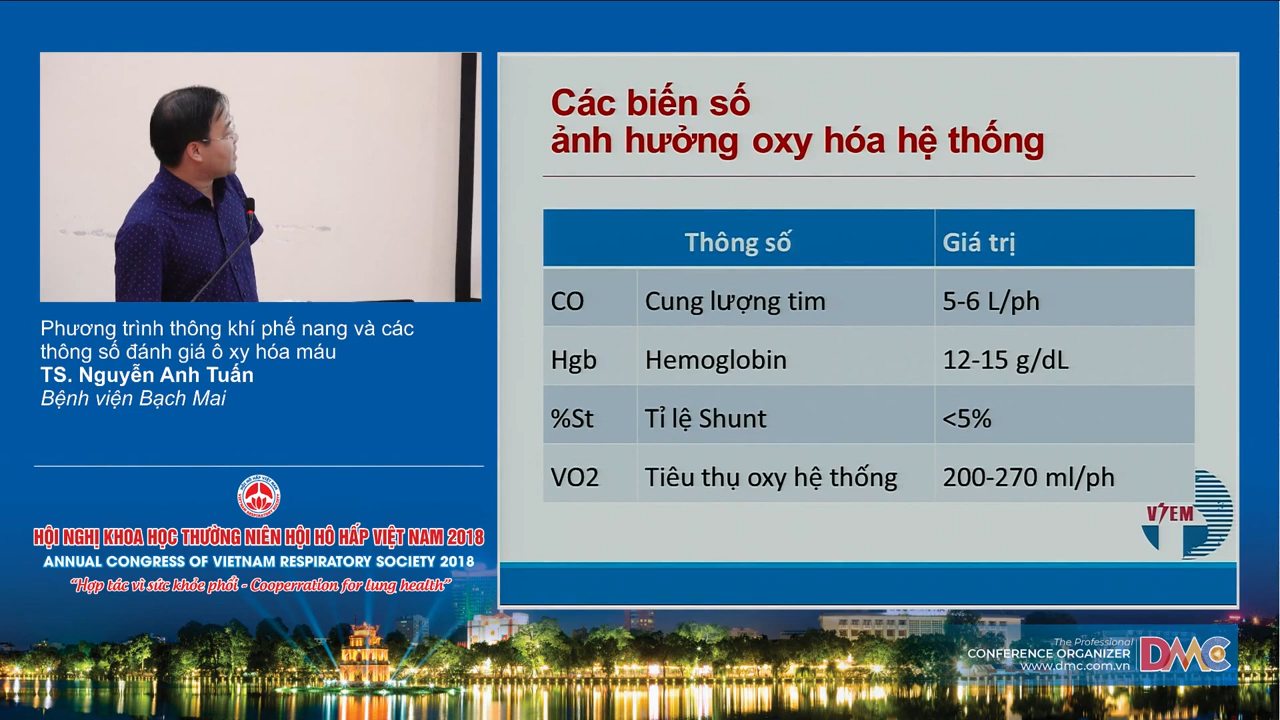 Các biến số
ảnh hưởng oxy hóa hệ thống
Thông số Giá trị
CO Cung lượng tim 5-6 L/ph
Hgb Hemoglobin 12-15 g/dL
%St Tỉ lệ Shunt <5%
VO2 Tiêu thụ oxy hệ thống 200-270 ml/ph
VIEM
Phương trình thông khí phế nang và các
thông số đánh giá ô xy hóa máu
TS. Nguyễn Anh Tuấn
Bệnh viện Bạch Mai
HỘI NGHỊ KHOA HỌC THƯỜNG NIÊN HỘI HÔ HẤP VIỆT NAM 2018
ANNUAL CONGRESS OF VIETNAM RESPIRATORY SOCIETY 2018
“Hợp tác vì sức khỏe phổi - Cooperration for lung health”
The Professional
CONFERENCE ORGANIZER
www.dmc.com.vn
DMC